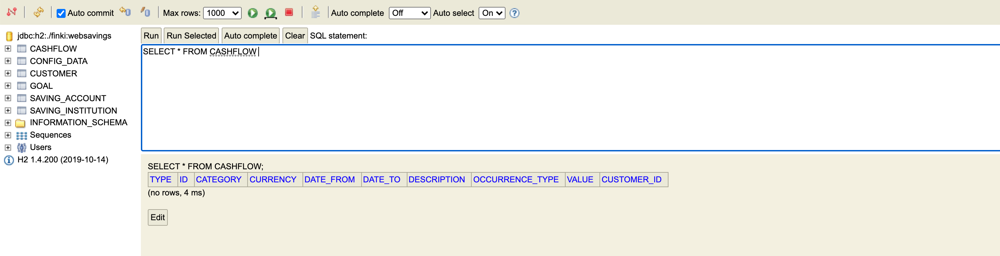 Auto commit Max rows: 1000 Auto complete Off Auto select On ?
jdbc:h2:./finki:websavings
CASHFLOW
CONFIG_DATA
CUSTOMER
GOAL
SAVING_ACCOUNT
SAVING_INSTITUTION
INFORMATION_SCHEMA
Sequences
Users
H2 1.4.200 (2019-10-14)
Run Run Selected Auto complete Clear SQL statement:
SELECT * FROM CASHFLOW
SELECT * FROM CASHFLOW;
TYPE ID CATEGORY CURRENCY DATE_FROM DATE_TO DESCRIPTION OCCURRENCE_TYPE VALUE CUSTOMER_ID
(no rows, 4 ms)
Edit